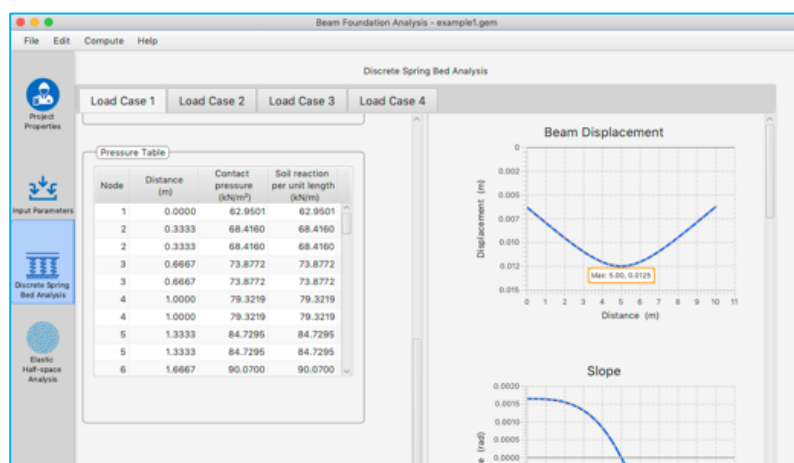 Beam Foundation Analysis - example1.gem
File Edit Compute Help
Discrete Spring Bed Analysis
Project
Properties
Input Parameters
Discrete Spring
Bed Analysis
Elastic
Half-space
Analysis
Load Case 1 Load Case 2 Load Case 3 Load Case 4
Pressure Table
Node Distance (m) Contact pressure (kN/m²) Soil reaction per unit length (kN/m)
1 0.0000 62.9501 62.9501
2 0.3333 68.4160 68.4160
2 0.3333 68.4160 68.4160
3 0.6667 73.8772 73.8772
3 0.6667 73.8772 73.8772
4 1.0000 79.3219 79.3219
4 1.0000 79.3219 79.3219
5 1.3333 84.7295 84.7295
5 1.3333 84.7295 84.7295
6 1.6667 90.0700 90.0700
Beam Displacement
Displacement (m)
0
0.002
0.005
0.007
0.010
0.012
0.015
Max: 5.00, 0.0125
0 1 2 3 4 5 6 7 8 9 10 11
Distance (m)
Slope
0.0020
0.0015
0.0010
0.0005
0.0000
(rad)